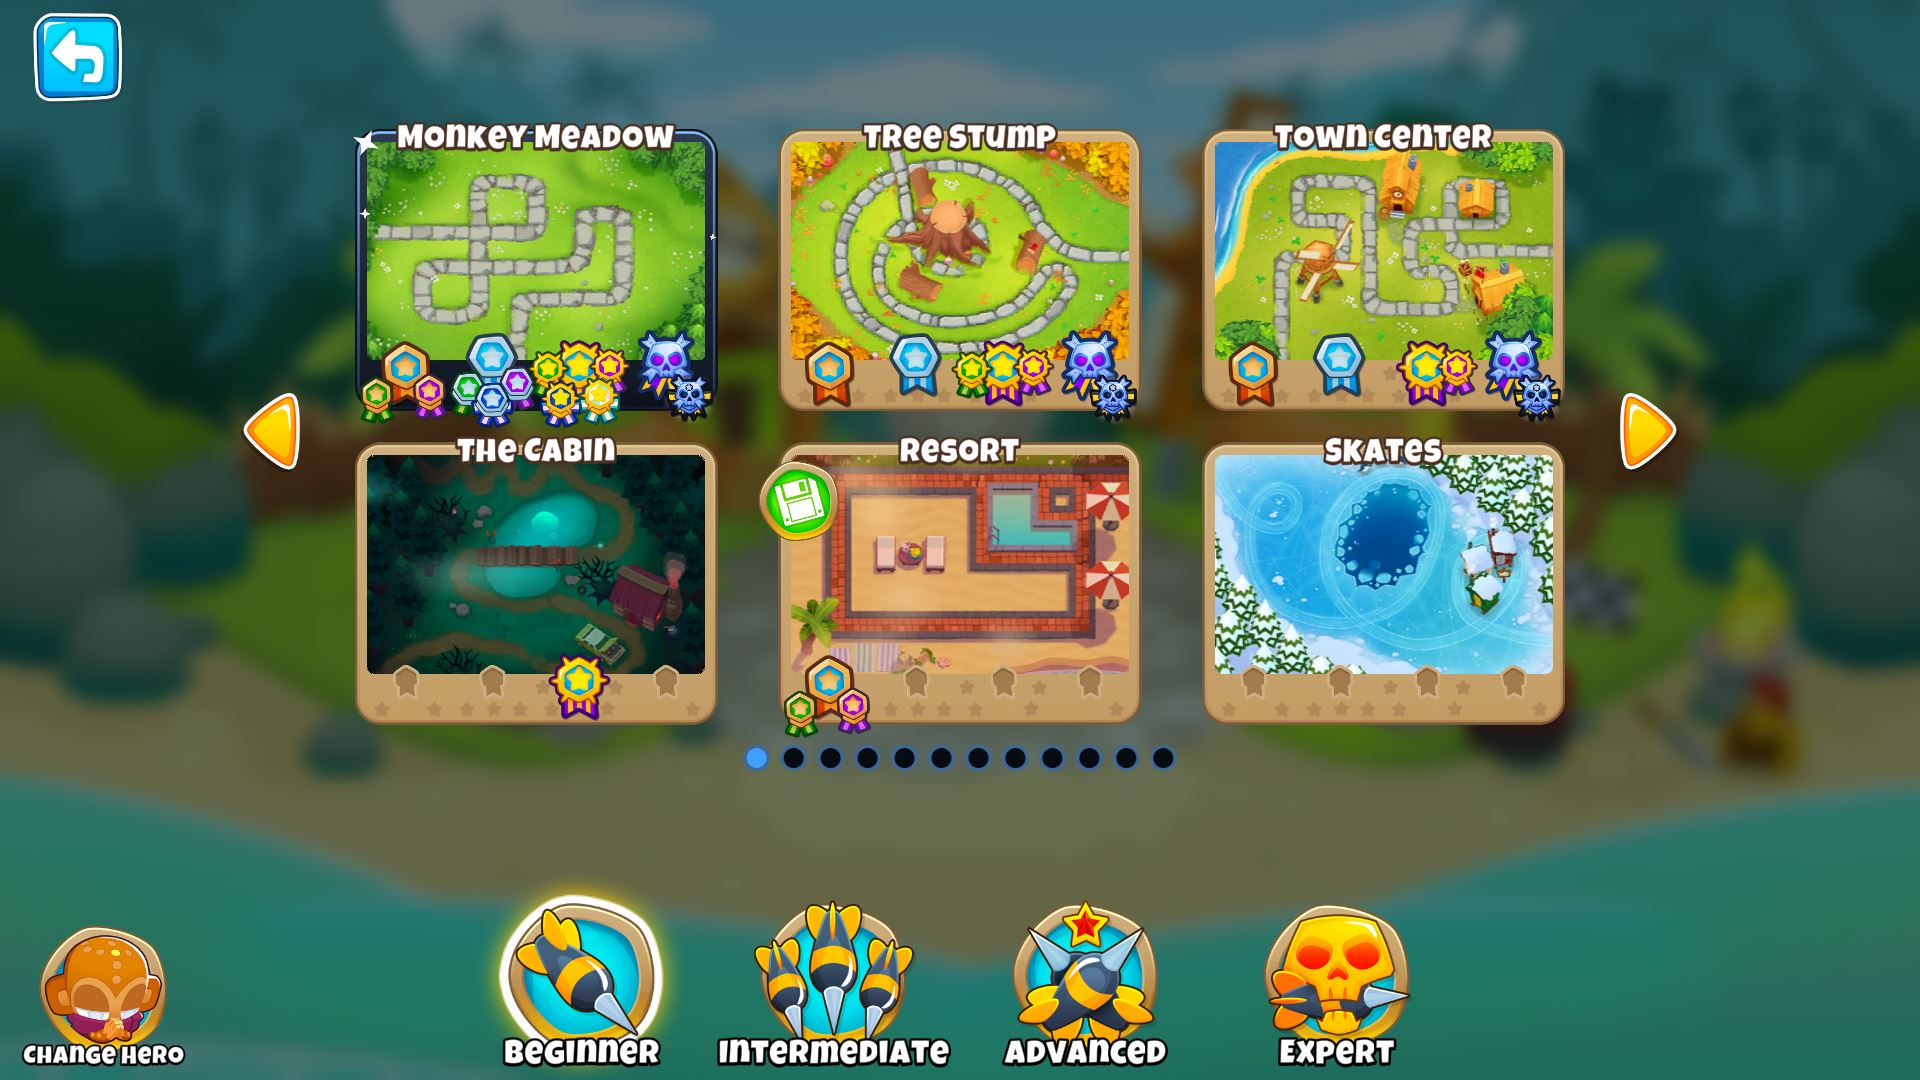 Monkey Meadow
Tree Stump
Town Center
The Cabin
Resort
Skates
Change Hero
Beginner
Intermediate
Advanced
Expert